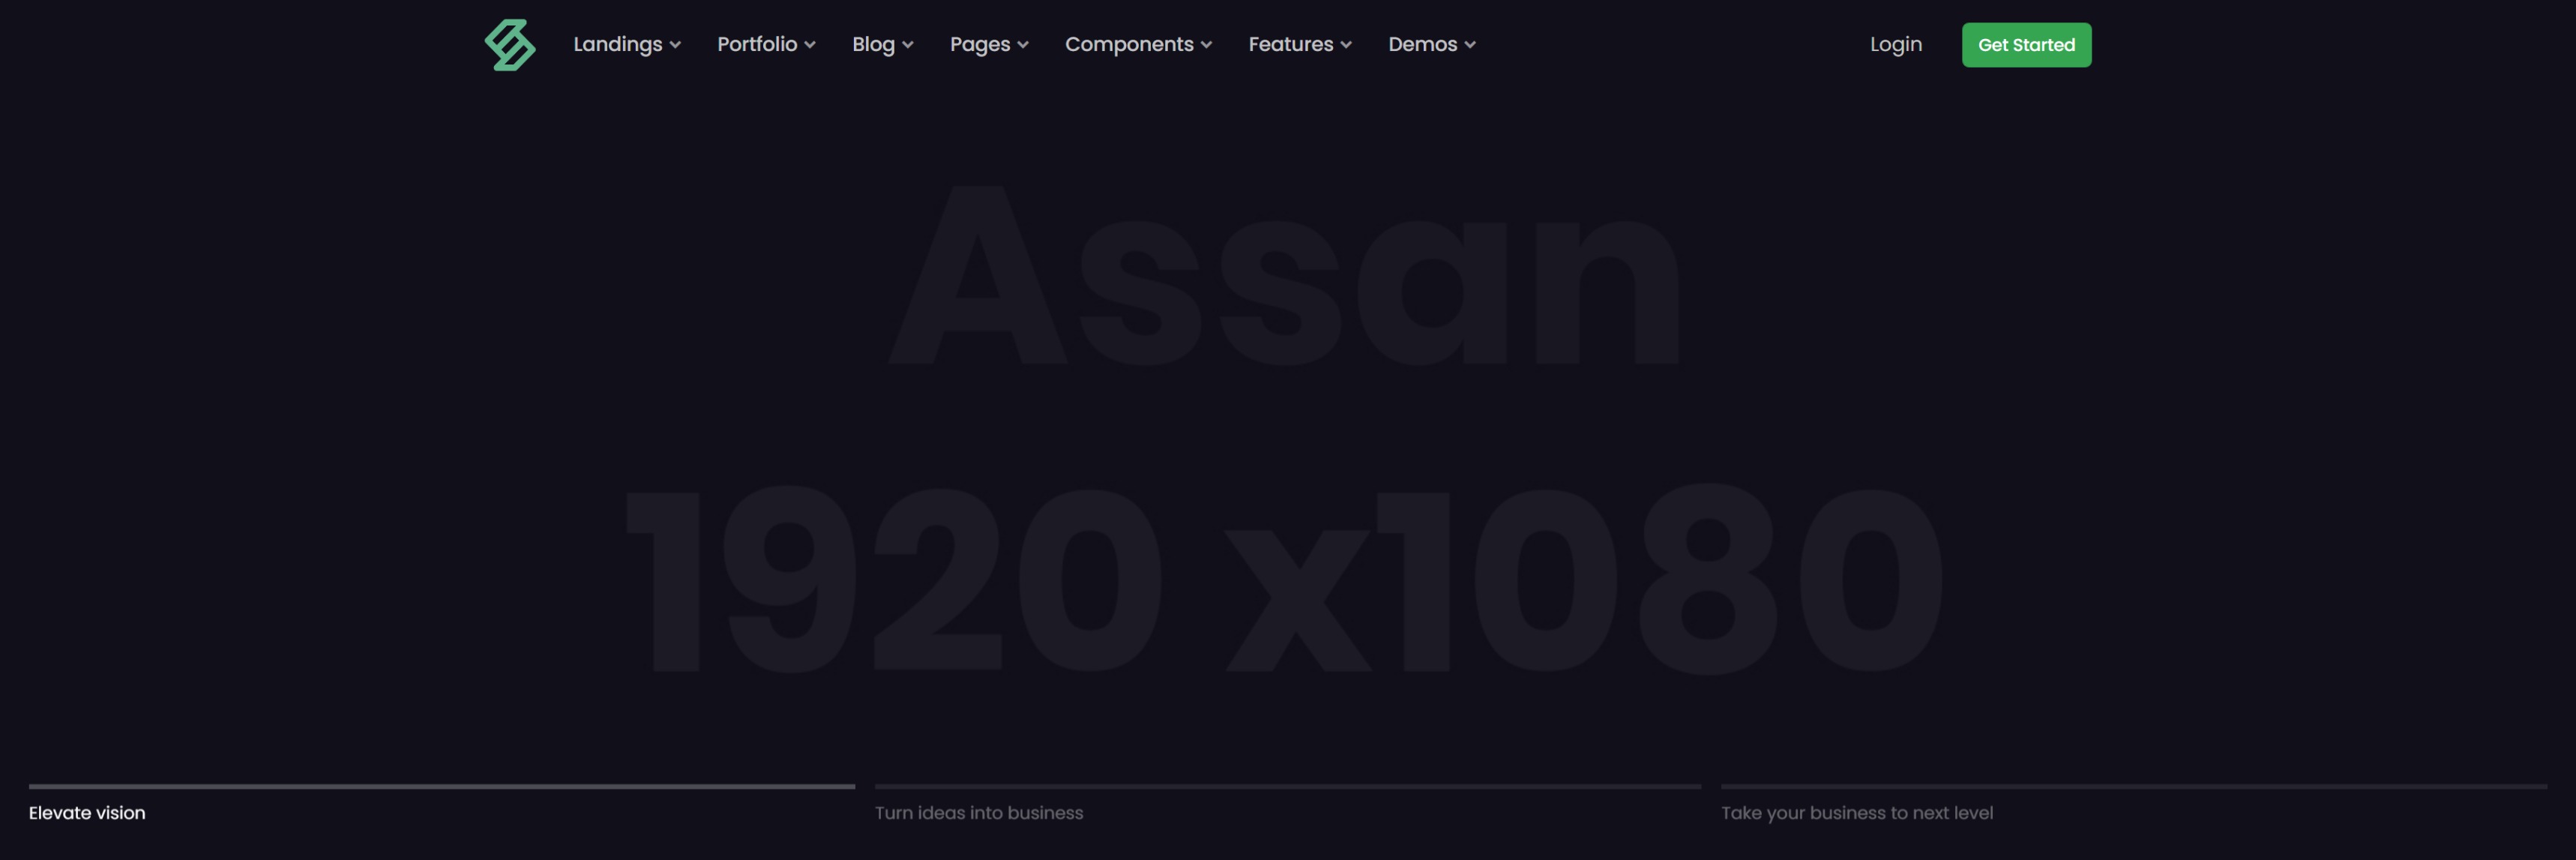 Landings Portfolio Blog Pages Components Features Demos Login Get Started
Assan
1920 x1080
Elevate vision Turn ideas into business Take your business to next level